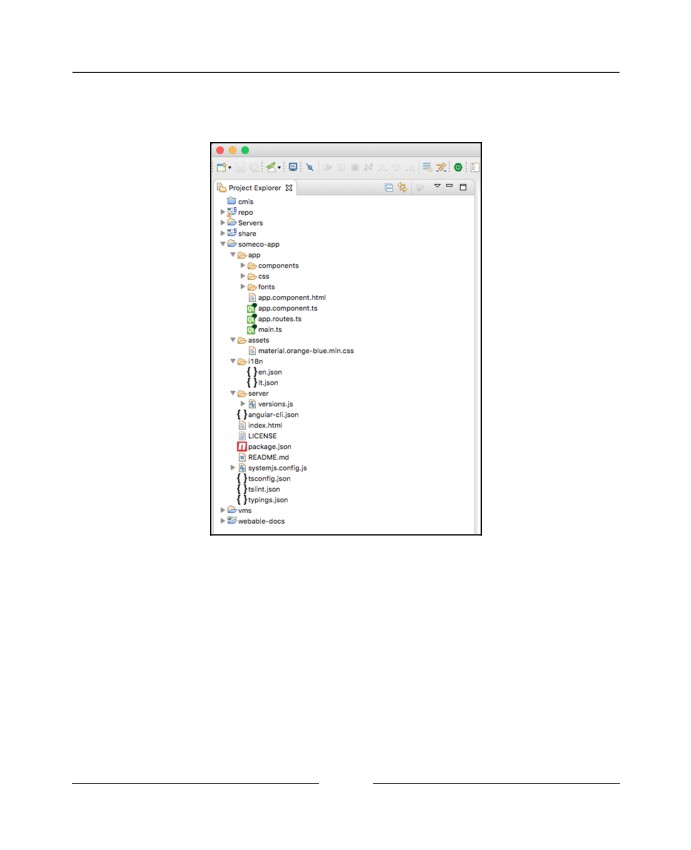 Project Explorer
cmis
repo
Servers
share
someco-app
app
components
css
fonts
app.component.html
app.component.ts
app.routes.ts
main.ts
assets
material.orange-blue.min.css
i18n
{ } en.json
{ } it.json
server
versions.js
{ } angular-cli.json
index.html
LICENSE
package.json
README.md
systemjs.config.js
{ } tsconfig.json
{ } tslint.json
{ } typings.json
vms
webable-docs